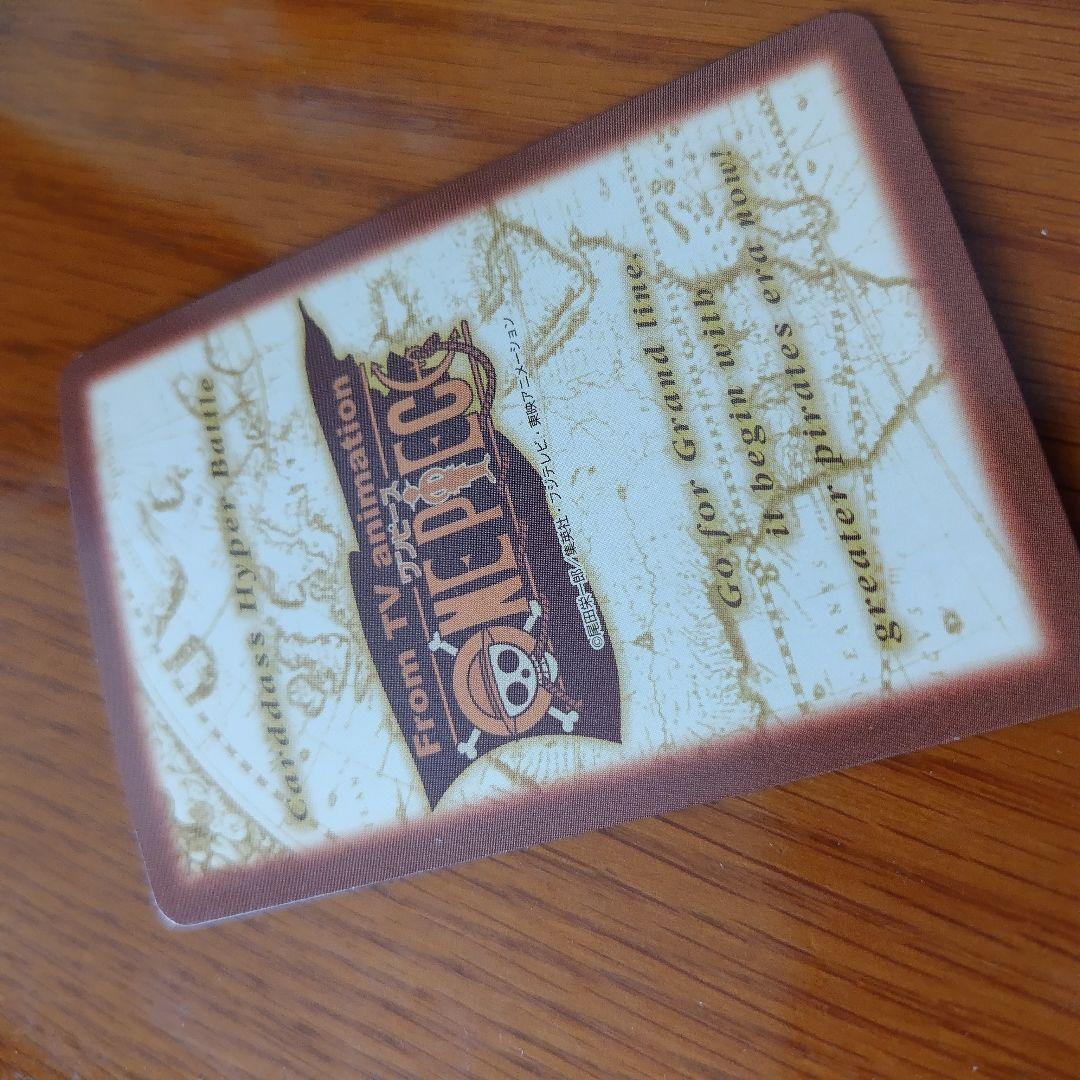 Carddass Hyper Battle
From TV animation
ワンピース
ONE PIECE
©尾田栄一郎/集英社・フジテレビ・東映アニメーション
Go for Grand line,
it begin with
greater pirates era now!